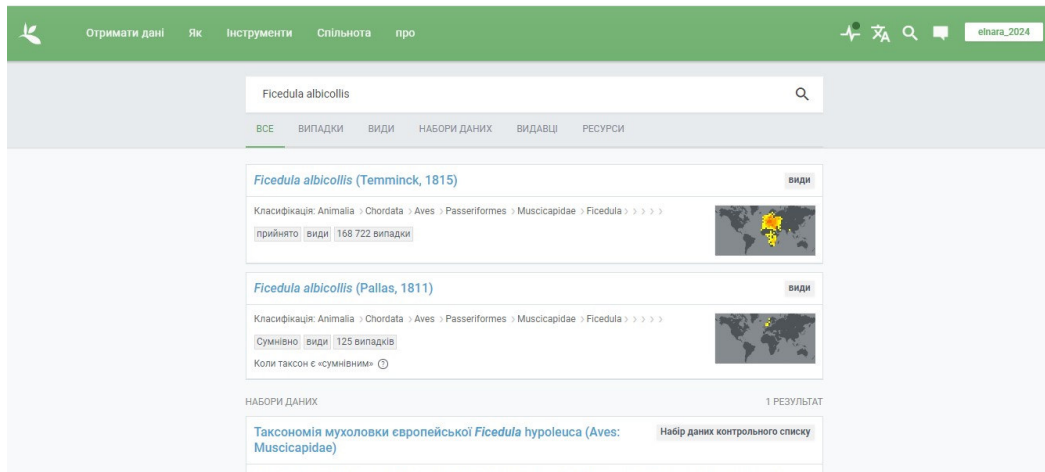 Отримати дані Як Інструменти Спільнота про elnara_2024
Ficedula albicollis
ВСЕ ВИПАДКИ ВИДИ НАБОРИ ДАНИХ ВИДАВЦІ РЕСУРСИ
Ficedula albicollis (Temminck, 1815) види
Класифікація: Animalia > Chordata > Aves > Passeriformes > Muscicapidae > Ficedula > > > > >
прийнято види 168 722 випадки
Ficedula albicollis (Pallas, 1811) види
Класифікація: Animalia > Chordata > Aves > Passeriformes > Muscicapidae > Ficedula > > > > >
Сумнівно види 125 випадків
Коли таксон є «сумнівним» ?
НАБОРИ ДАНИХ 1 РЕЗУЛЬТАТ
Таксономія мухоловки європейської Ficedula hypoleuca (Aves: Набір даних контрольного списку
Muscicapidae)